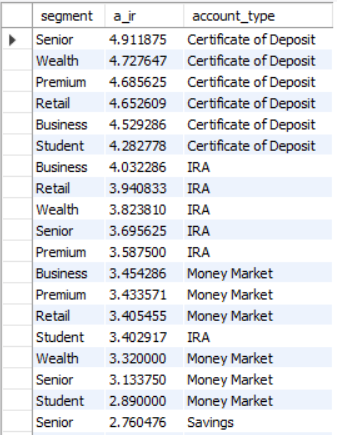 segment a_ir account_type
Senior 4.911875 Certificate of Deposit
Wealth 4.727647 Certificate of Deposit
Premium 4.685625 Certificate of Deposit
Retail 4.652609 Certificate of Deposit
Business 4.529286 Certificate of Deposit
Student 4.282778 Certificate of Deposit
Business 4.032286 IRA
Retail 3.940833 IRA
Wealth 3.823810 IRA
Senior 3.695625 IRA
Premium 3.587500 IRA
Business 3.454286 Money Market
Premium 3.433571 Money Market
Retail 3.405455 Money Market
Student 3.402917 IRA
Wealth 3.320000 Money Market
Senior 3.133750 Money Market
Student 2.890000 Money Market
Senior 2.760476 Savings